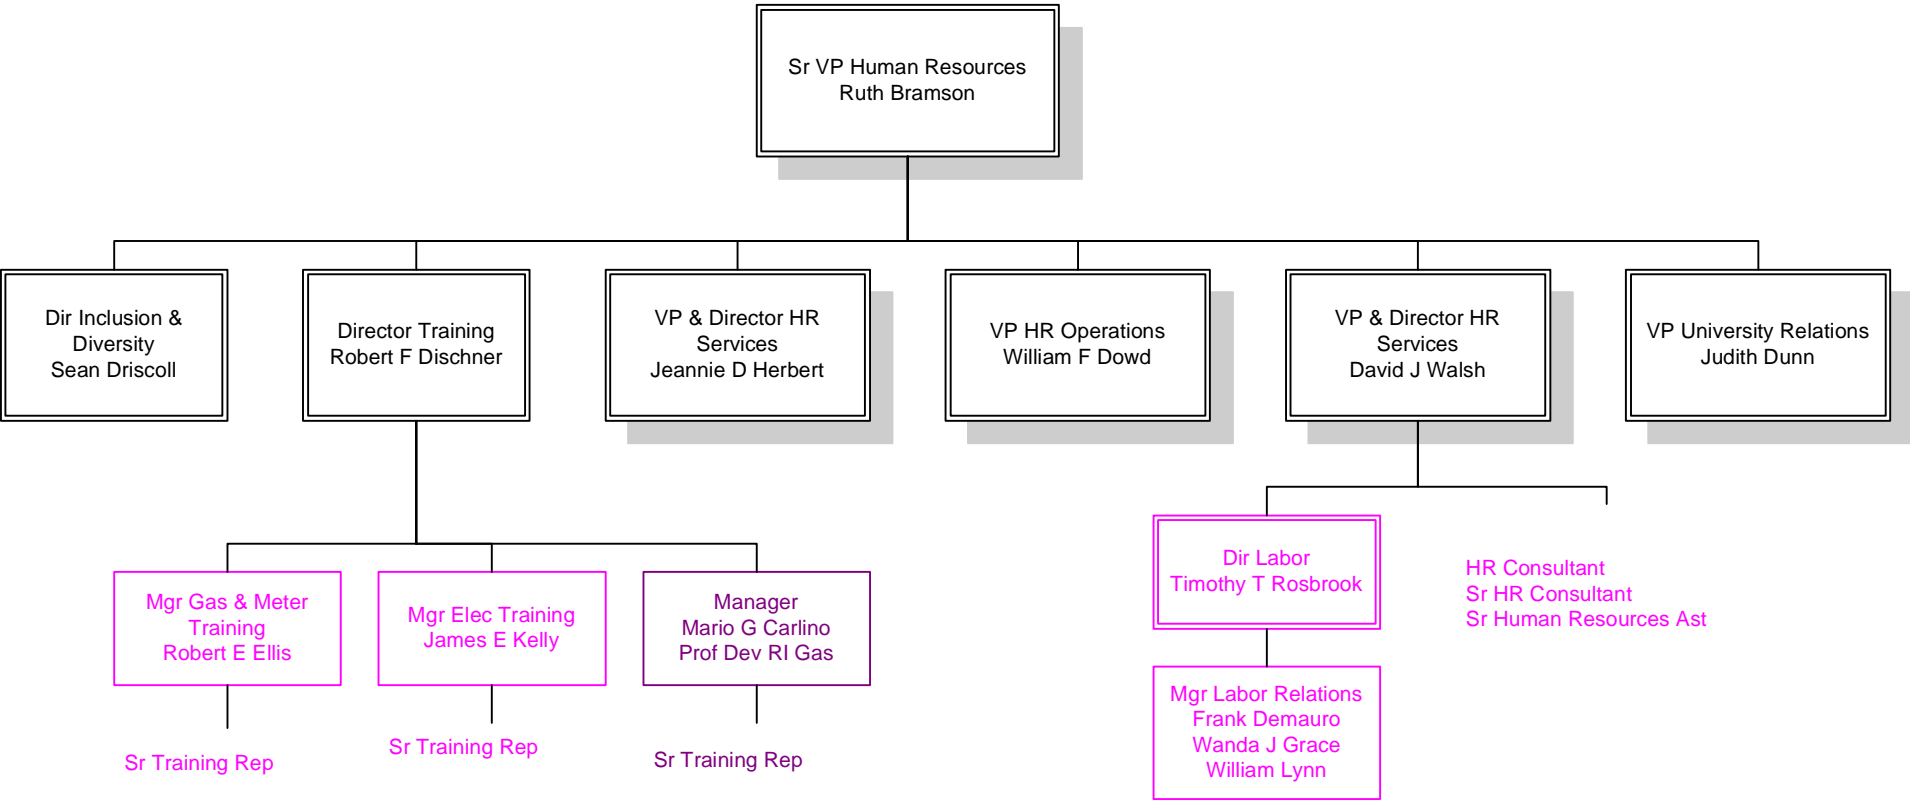 Sr VP Human Resources
Ruth Bramson
Dir Inclusion &
Diversity
Sean Driscoll
Director Training
Robert F Dischner
VP & Director HR
Services
Jeannie D Herbert
VP HR Operations
William F Dowd
VP & Director HR
Services
David J Walsh
VP University Relations
Judith Dunn
Mgr Gas & Meter
Training
Robert E Ellis
Mgr Elec Training
James E Kelly
Manager
Mario G Carlino
Prof Dev RI Gas
Dir Labor
Timothy T Rosbrook
HR Consultant
Sr HR Consultant
Sr Human Resources Ast
Sr Training Rep
Sr Training Rep
Sr Training Rep
Mgr Labor Relations
Frank Demauro
Wanda J Grace
William Lynn